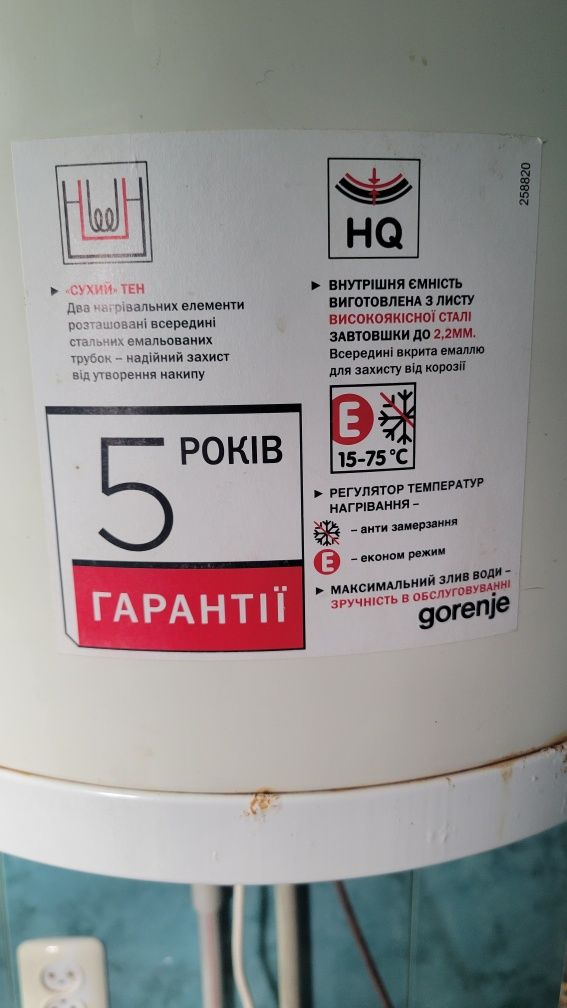 258820
HQ
«СУХИЙ» ТЕН
Два нагрівальних елементи
розташовані всередині
стальних емальованих
трубок – надійний захист
від утворення накипу
ВНУТРІШНЯ ЄМНІСТЬ
ВИГОТОВЛЕНА З ЛИСТУ
ВИСОКОЯКІСНОЇ СТАЛІ
ЗАВТОВШКИ ДО 2,2ММ.
Всередині вкрита емаллю
для захисту від корозії
5 РОКІВ
ГАРАНТІЇ
E
15-75 °C
РЕГУЛЯТОР ТЕМПЕРАТУР
НАГРІВАННЯ –
– анти замерзання
E – економ режим
МАКСИМАЛЬНИЙ ЗЛИВ ВОДИ –
ЗРУЧНІСТЬ В ОБСЛУГОВУВАННІ
gorenje